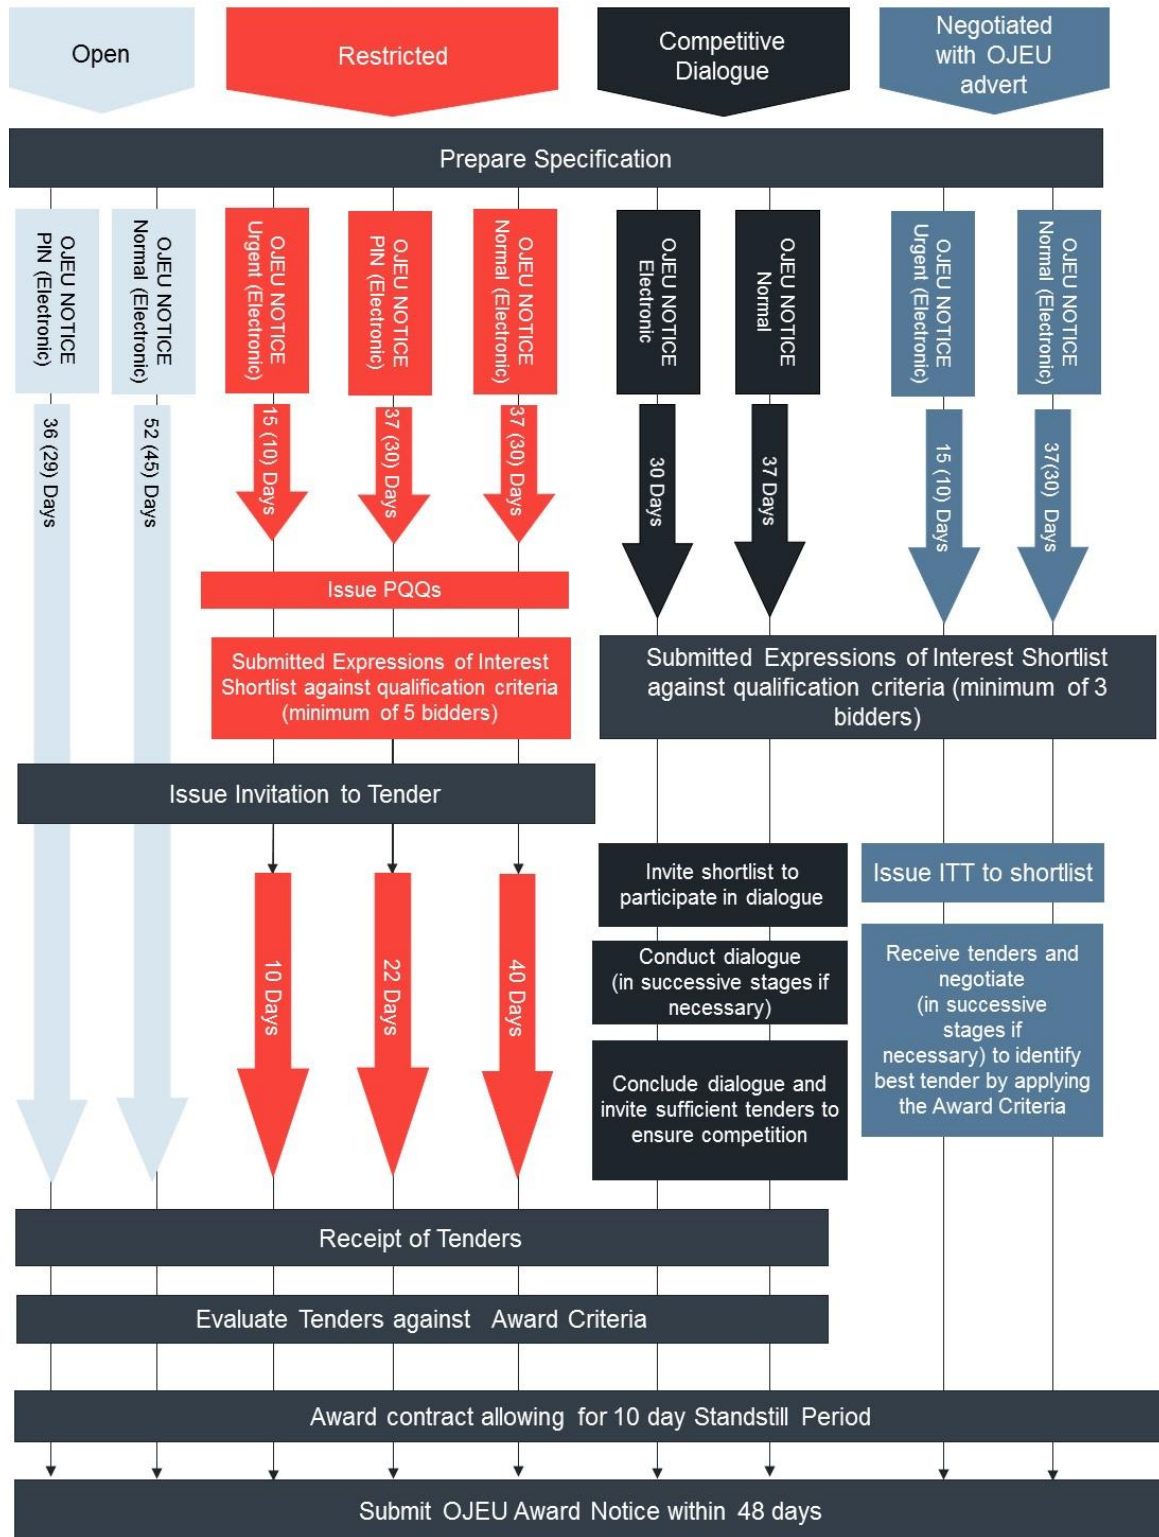 Open
Restricted
Competitive
Dialogue
Negotiated
with OJEU
advert
Prepare Specification
OJEU NOTICE
PIN (Electronic)
OJEU NOTICE
Normal (Electronic)
OJEU NOTICE
Urgent (Electronic)
OJEU NOTICE
PIN (Electronic)
OJEU NOTICE
Normal (Electronic)
OJEU NOTICE
Electronic
OJEU NOTICE
Normal
OJEU NOTICE
Urgent (Electronic)
OJEU NOTICE
Normal (Electronic)
36 (29) Days
52 (45) Days
15 (10) Days
37 (30) Days
37 (30) Days
30 Days
37 Days
15 (10) Days
37(30) Days
Issue PQQs
Submitted Expressions of Interest
Shortlist against qualification criteria
(minimum of 5 bidders)
Submitted Expressions of Interest Shortlist
against qualification criteria (minimum of 3
bidders)
Issue Invitation to Tender
10 Days
22 Days
40 Days
Invite shortlist to
participate in dialogue
Conduct dialogue
(in successive stages if
necessary)
Conclude dialogue and
invite sufficient tenders to
ensure competition
Issue ITT to shortlist
Receive tenders and
negotiate
(in successive
stages if
necessary) to identify
best tender by applying
the Award Criteria
Receipt of Tenders
Evaluate Tenders against Award Criteria
Award contract allowing for 10 day Standstill Period
Submit OJEU Award Notice within 48 days